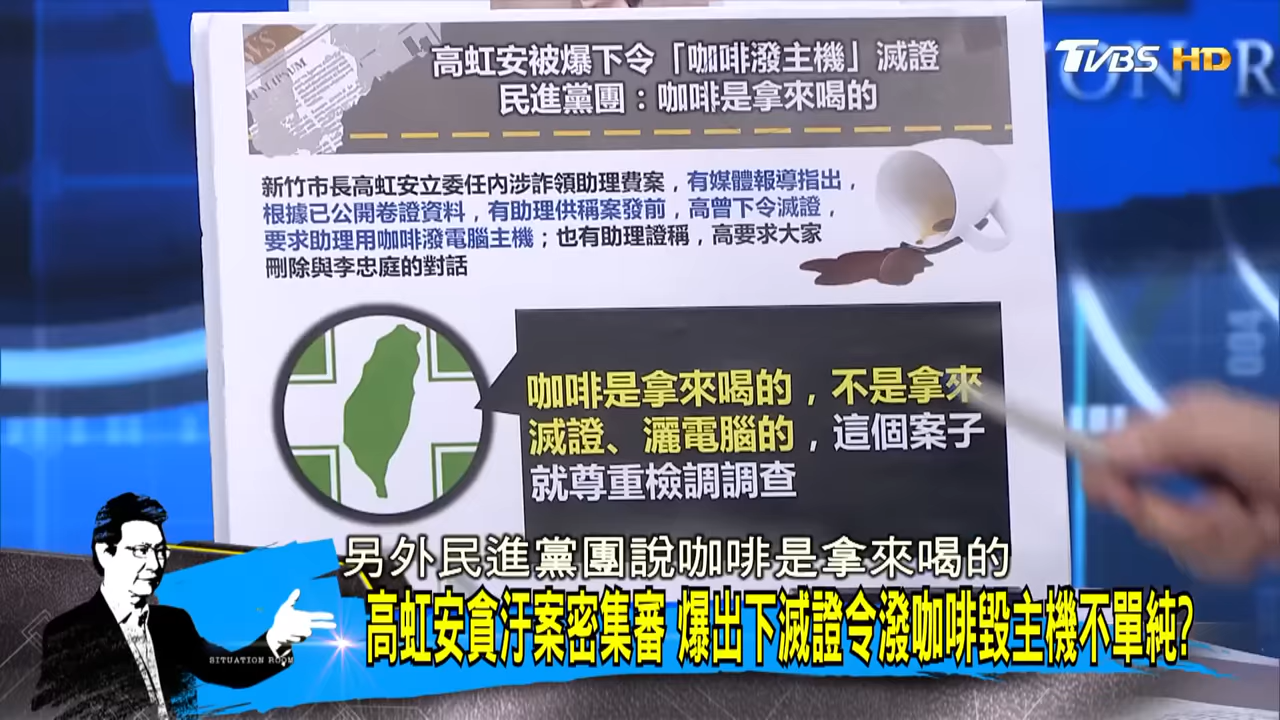 TVBS HD
高虹安被爆下令「咖啡潑主機」滅證
民進黨團：咖啡是拿來喝的
新竹市長高虹安立委任內涉詐領助理費案，有媒體報導指出，
根據已公開卷證資料，有助理供稱案發前，高曾下令滅證，
要求助理用咖啡潑電腦主機；也有助理證稱，高要求大家
刪除與李忠庭的對話
咖啡是拿來喝的，不是拿來
滅證、灑電腦的，這個案子
就尊重檢調調查
另外民進黨團說咖啡是拿來喝的
高虹安貪汙案密集審 爆出下滅證令潑咖啡毀主機不單純?
SITUATION ROOM
004